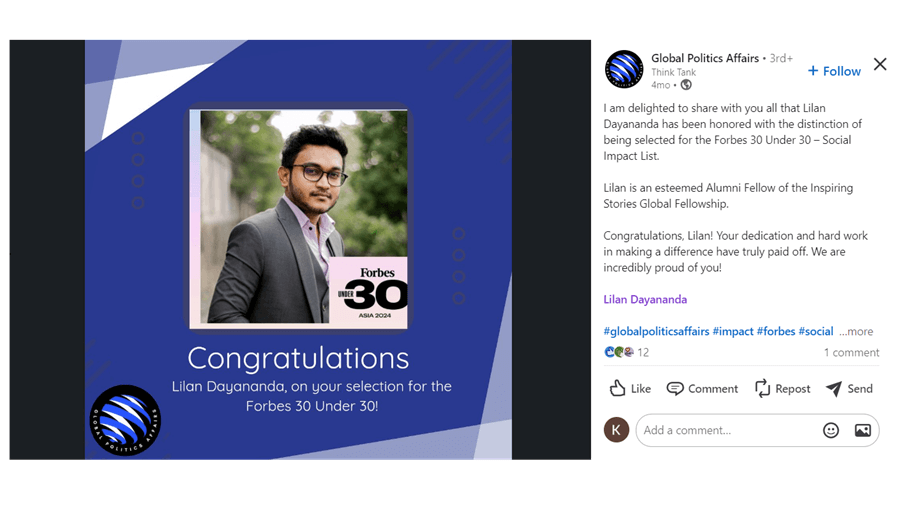 Forbes
UNDER 30
ASIA 2024
Congratulations
Lilan Dayananda, on your selection for the
Forbes 30 Under 30!
GLOBAL POLITICS AFFAIRS
Global Politics Affairs • 3rd+
Think Tank
4mo •
+ Follow
I am delighted to share with you all that Lilan
Dayananda has been honored with the distinction of
being selected for the Forbes 30 Under 30 – Social
Impact List.
Lilan is an esteemed Alumni Fellow of the Inspiring
Stories Global Fellowship.
Congratulations, Lilan! Your dedication and hard work
in making a difference have truly paid off. We are
incredibly proud of you!
Lilan Dayananda
#globalpoliticsaffairs #impact #forbes #social ...more
12
1 comment
Like
Comment
Repost
Send
K
Add a comment...